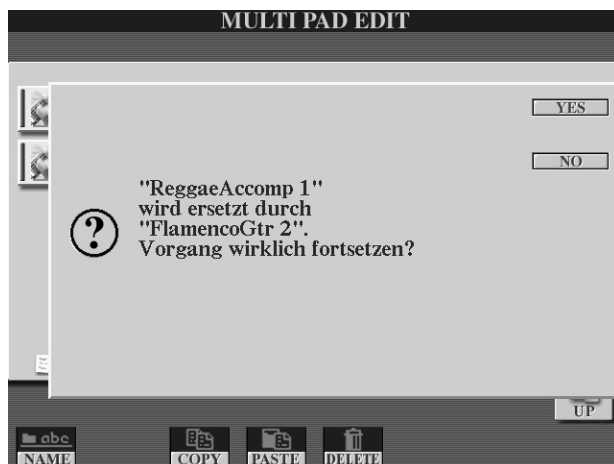 MULTI PAD EDIT
YES
NO
"ReggaeAccomp 1"
wird ersetzt durch
"FlamencoGtr 2".
Vorgang wirklich fortsetzen?
UP
abc
NAME
COPY
PASTE
DELETE